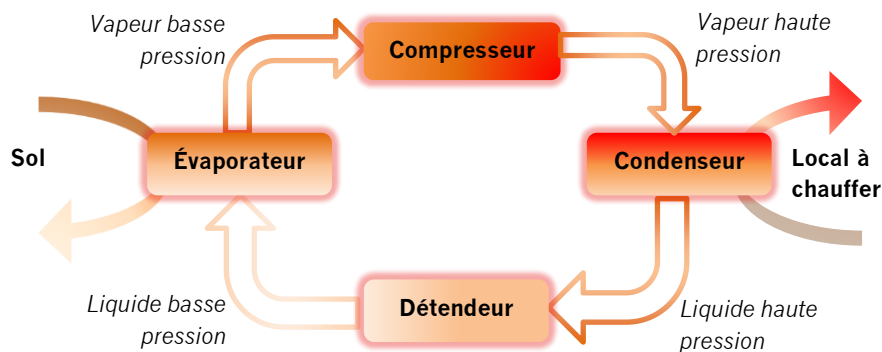 Vapeur basse
pression
Compresseur
Vapeur haute
pression
Sol
Évaporateur
Condenseur
Local à
chauffer
Liquide basse
pression
Détendeur
Liquide haute
pression